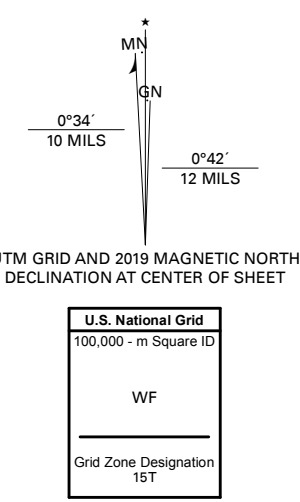 ★
MN
GN
0°34´
10 MILS
0°42´
12 MILS
UTM GRID AND 2019 MAGNETIC NORTH
DECLINATION AT CENTER OF SHEET
U.S. National Grid
100,000 - m Square ID
WF
Grid Zone Designation
15T